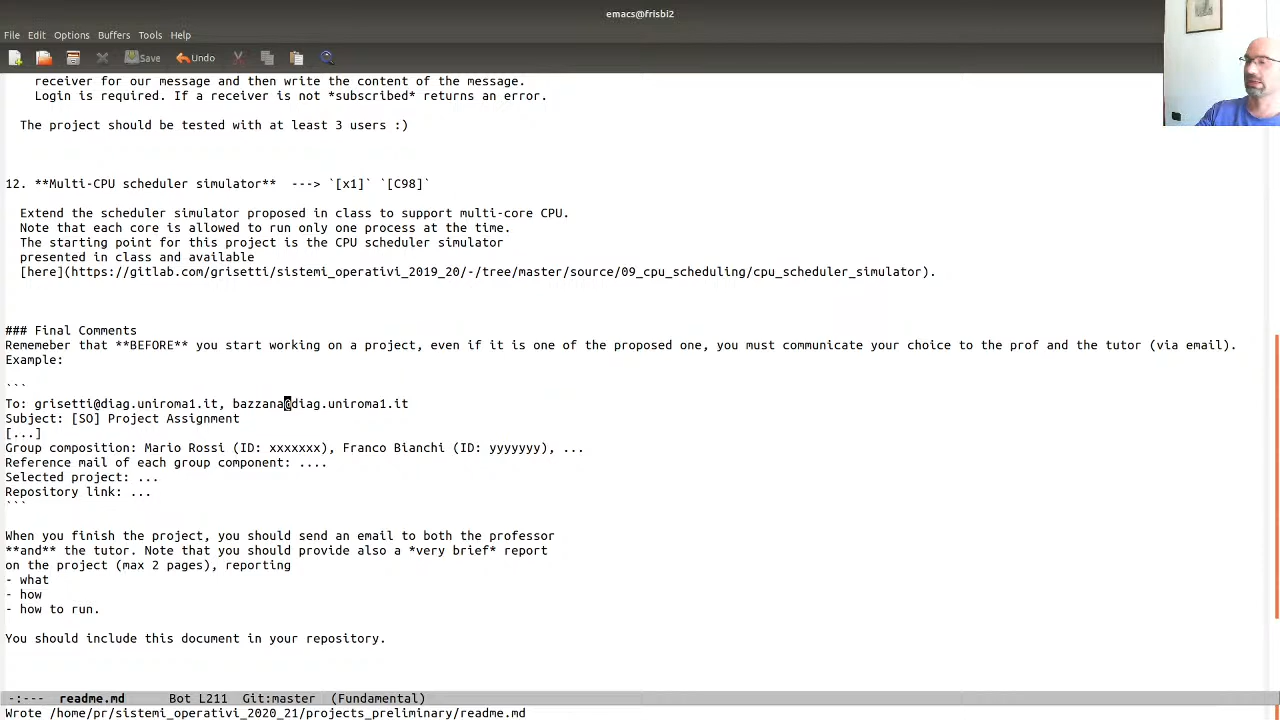 emacs@frisbi2
File Edit Options Buffers Tools Help
Save Undo
receiver for our message and then write the content of the message.
Login is required. If a receiver is not *subscribed* returns an error.
The project should be tested with at least 3 users :)
12. **Multi-CPU scheduler simulator** ---> `[x1]` `[C98]`
Extend the scheduler simulator proposed in class to support multi-core CPU.
Note that each core is allowed to run only one process at the time.
The starting point for this project is the CPU scheduler simulator
presented in class and available
[here](https://gitlab.com/grisetti/sistemi_operativi_2019_20/-/tree/master/source/09_cpu_scheduling/cpu_scheduler_simulator).
### Final Comments
Rememeber that **BEFORE** you start working on a project, even if it is one of the proposed one, you must communicate your choice to the prof and the tutor (via email).
Example:
```
To: grisetti@diag.uniroma1.it, bazzana@diag.uniroma1.it
Subject: [SO] Project Assignment
[...]
Group composition: Mario Rossi (ID: xxxxxxx), Franco Bianchi (ID: yyyyyyy), ...
Reference mail of each group component: ....
Selected project: ...
Repository link: ...
```
When you finish the project, you should send an email to both the professor
**and** the tutor. Note that you should provide also a *very brief* report
on the project (max 2 pages), reporting
- what
- how
- how to run.
You should include this document in your repository.
-:--- readme.md Bot L211 Git:master (Fundamental)
Wrote /home/pr/sistemi_operativi_2020_21/projects_preliminary/readme.md